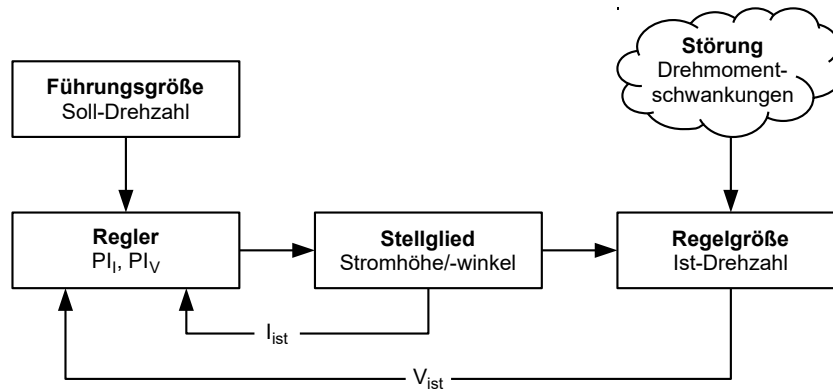 Störung
Drehmoment-
schwankungen
Führungsgröße
Soll-Drehzahl
Regler
PI_I, PI_V
Stellglied
Stromhöhe/-winkel
Regelgröße
Ist-Drehzahl
I_ist
V_ist